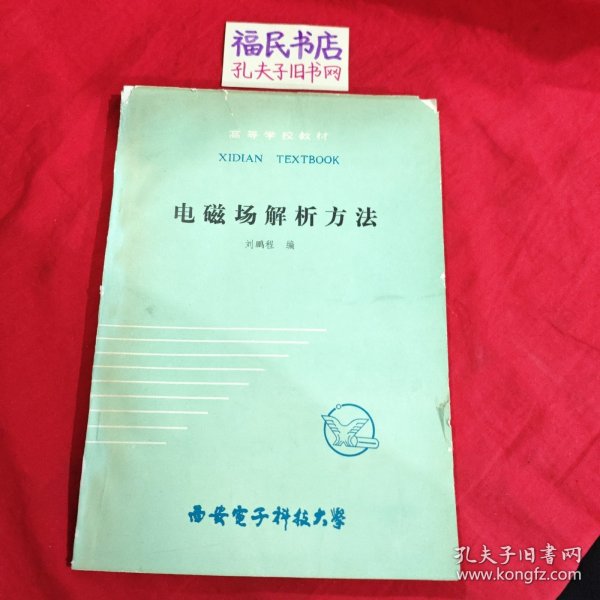 福民书店
孔夫子旧书网
高等学校教材
XIDIAN TEXTBOOK
电磁场解析方法
刘鹏程 编
西安电子科技大学
孔夫子旧书网
www.kongfz.com